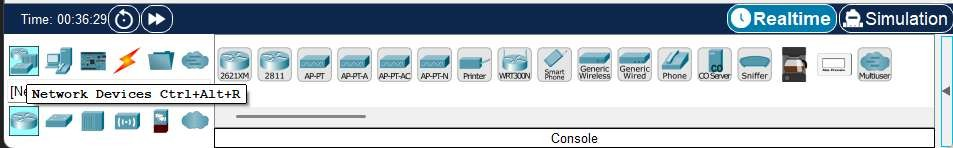 Time: 00:36:29
Realtime
Simulation
2621XM
2811
AP-PT
AP-PT-A
AP-PT-AC
AP-PT-N
Printer
WRT300N
Smart
Phone
Generic
Wireless
Generic
Wired
Phone
CO
CO Server
Sniffer
Multiuser
[Ne
Network Devices Ctrl+Alt+R
Console